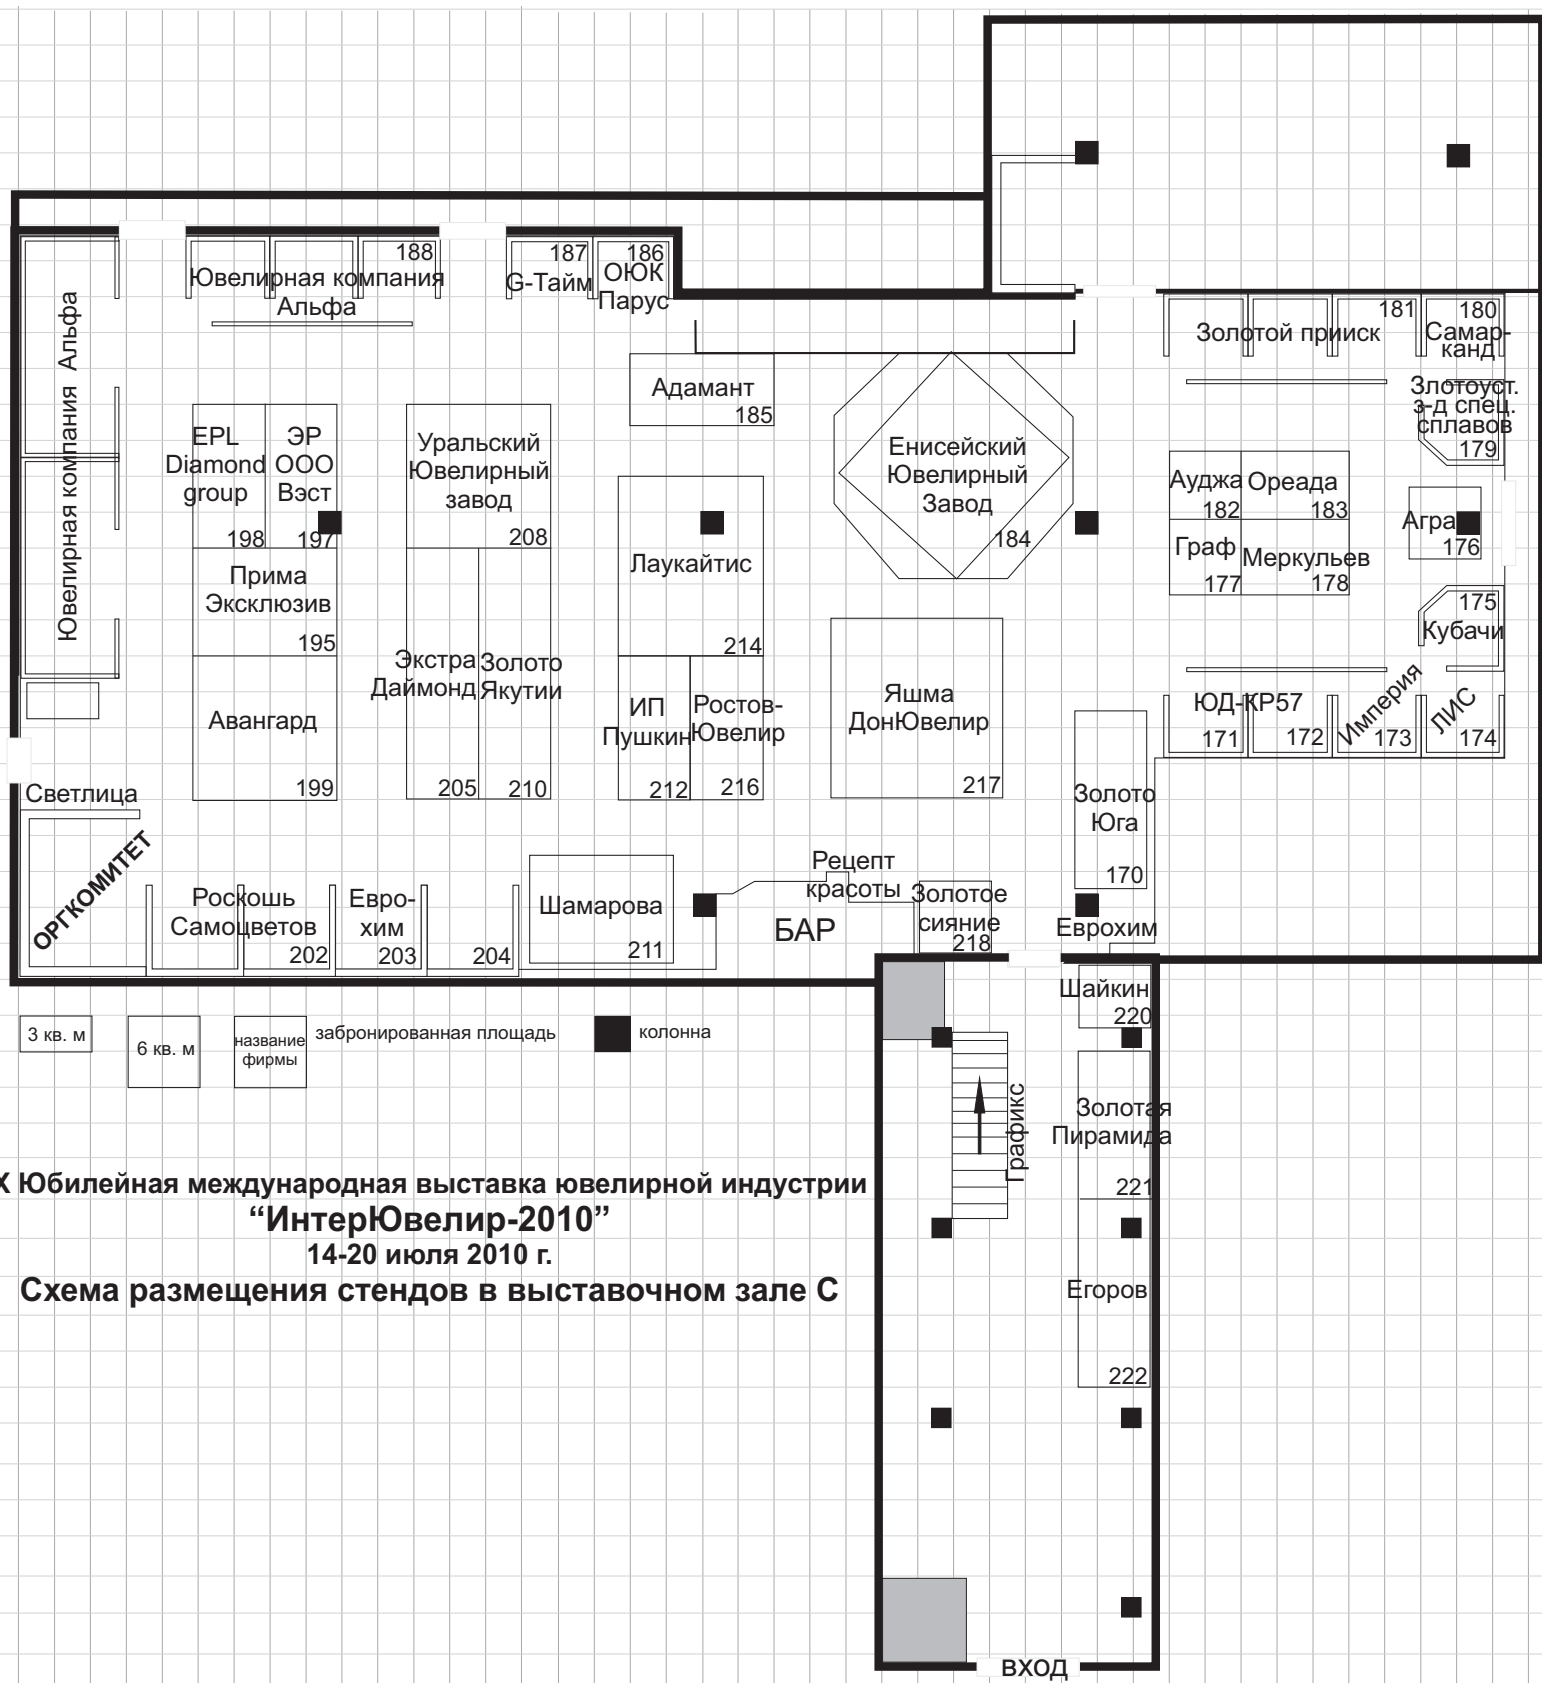 188
Ювелирная компания
Альфа
187
G-Тайм
186
ОЮК
Парус
181
Золотой прииск
180
Самар-
канд
Злотоуст.
з-д спец.
сплавов
179
Ювелирная компания Альфа
Адамант
185
EPL
Diamond
group
198
ЭР
ООО
Вэст
197
Уральский
Ювелирный
завод
208
Енисейский
Ювелирный
Завод
184
Ауджа
182
Ореада
183
Агра
176
Граф
177
Меркульев
178
Лаукайтис
214
Прима
Эксклюзив
195
175
Кубачи
Экстра
Даймонд
205
Золото
Якутии
210
ИП
Пушкин
212
Ростов-
Ювелир
216
Яшма
ДонЮвелир
217
ЮД-КР57
171
172
Империя
173
ЛИС
174
Авангард
199
Светлица
ОРГКОМИТЕТ
Золото
Юга
170
Роскошь
Самоцветов
202
Евро-
хим
203
204
Шамарова
211
Рецепт
красоты
БАР
Золотое
сияние
218
Еврохим
Шайкин
220
3 кв. м
6 кв. м
название
фирмы
забронированная площадь
колонна
Графикс
Золотая
Пирамида
221
Егоров
222
X Юбилейная международная выставка ювелирной индустрии
“ИнтерЮвелир-2010”
14-20 июля 2010 г.
Схема размещения стендов в выставочном зале С
ВХОД